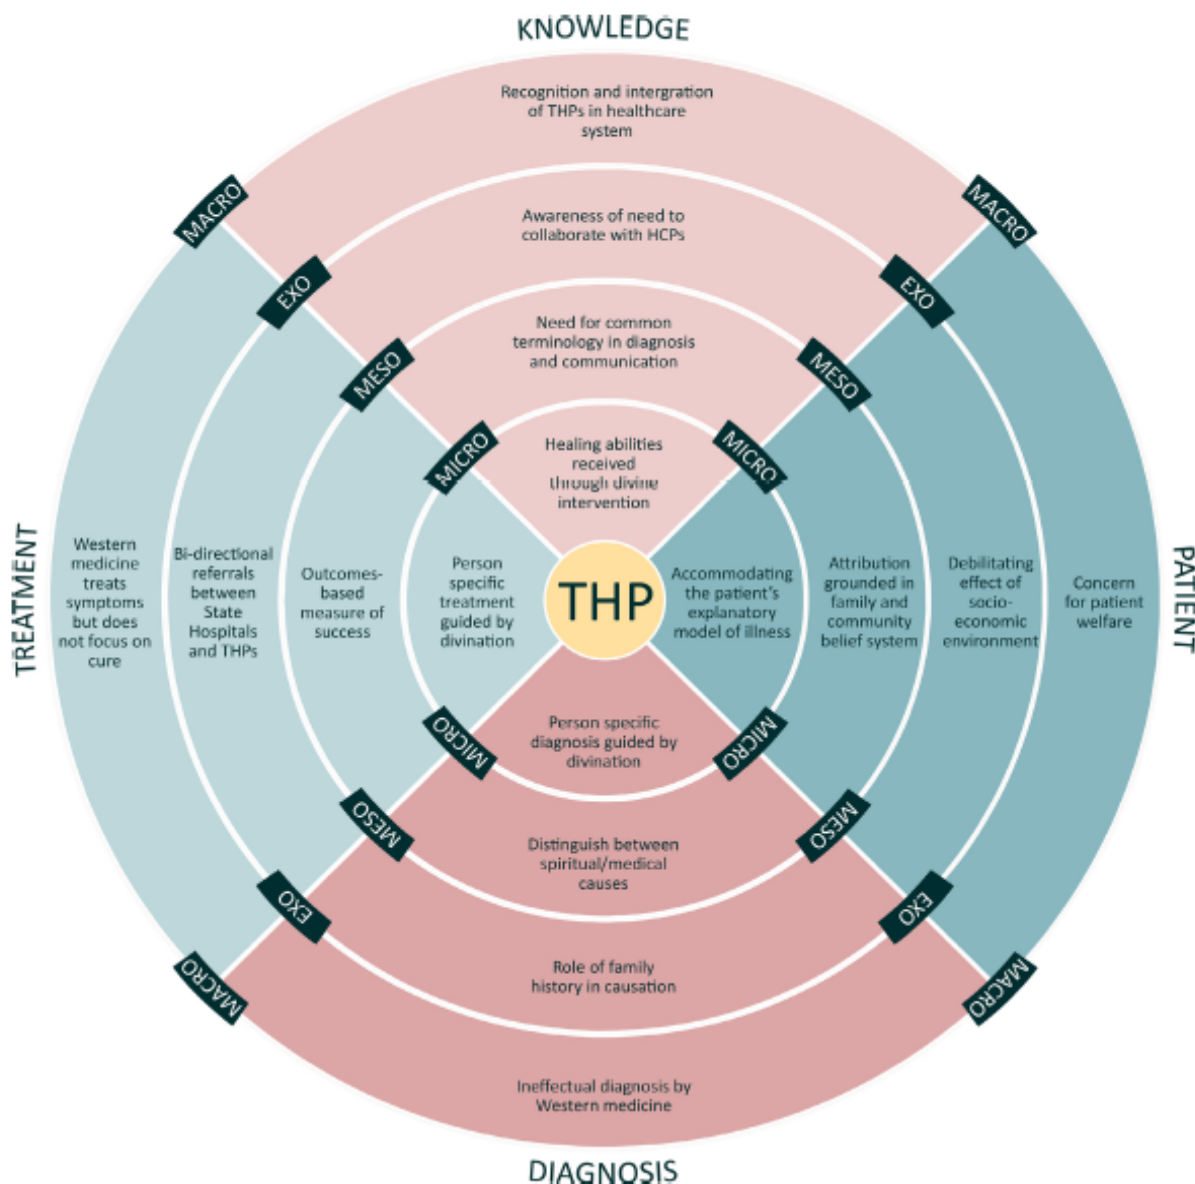 KNOWLEDGE
Recognition and intergration
of THPs in healthcare
system
MACRO
MACRO
Awareness of need to
collaborate with HCPs
EXO
EXO
Need for common
terminology in diagnosis
and communication
MESO
MESO
Healing abilities
received
through divine
intervention
MICRO
MICRO
TREATMENT
Western
medicine
treats
symptoms
but does
not focus on
cure
Bi-directional
referrals
between
State
Hospitals
and THPs
Outcomes-
based
measure of
success
Person
specific
treatment
guided by
divination
THP
Accommodating
the patient's
explanatory
model of illness
Attribution
grounded in
family and
community
belief system
Debilitating
effect of
socio-
economic
environment
Concern
for patient
welfare
PATIENT
MICRO
MICRO
Person specific
diagnosis guided by
divination
MESO
MESO
Distinguish between
spiritual/medical
causes
EXO
EXO
Role of family
history in causation
MACRO
MACRO
Ineffectual diagnosis by
Western medicine
DIAGNOSIS